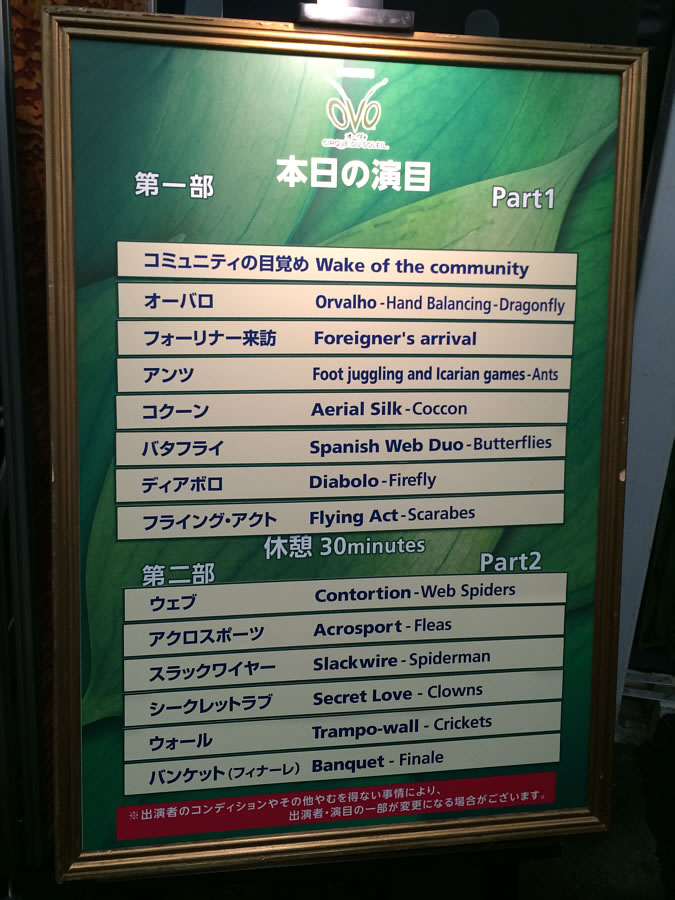 OVO
オーヴォ
CIRQUE DU SOLEIL
本日の演目
第一部 Part1
コミュニティの目覚め Wake of the community
オーバロ Orvalho - Hand Balancing - Dragonfly
フォーリナー来訪 Foreigner's arrival
アンツ Foot juggling and Icarian games - Ants
コクーン Aerial Silk - Coccon
バタフライ Spanish Web Duo - Butterflies
ディアボロ Diabolo - Firefly
フライング・アクト Flying Act - Scarabes
休憩 30minutes
第二部 Part2
ウェブ Contortion - Web Spiders
アクロスポーツ Acrosport - Fleas
スラックワイヤー Slackwire - Spiderman
シークレットラブ Secret Love - Clowns
ウォール Trampo-wall - Crickets
バンケット(フィナーレ) Banquet - Finale
※出演者のコンディションやその他やむを得ない事情により、
出演者・演目の一部が変更になる場合がございます。